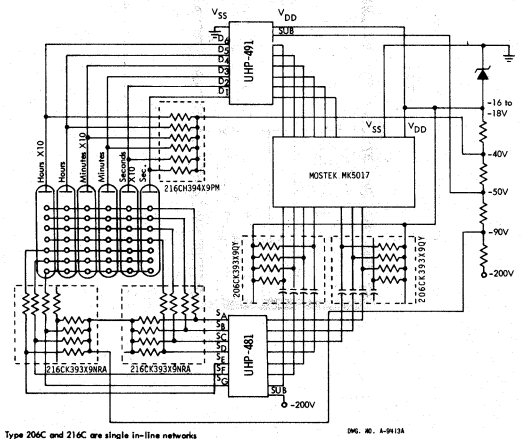 VSS
VDD
SUB
D6
D5
D4
D3
D2
D1
UHP-491
-16 to
-18V
VSS
VDD
-40V
MOSTEK MK5017
-50V
-90V
-200V
Hours X10
Hours
Minutes X10
Minutes
Seconds X10
Sec.
216CH394X9PM
206CK393X9QY
206CK393X9QY
216CK393X9NRA
216CK393X9NRA
SA
SB
SC
SD
SE
SF
SG
UHP-481
SUB
-200V
Type 206C and 216C are single in-line networks
DWG. NO. A-9413A